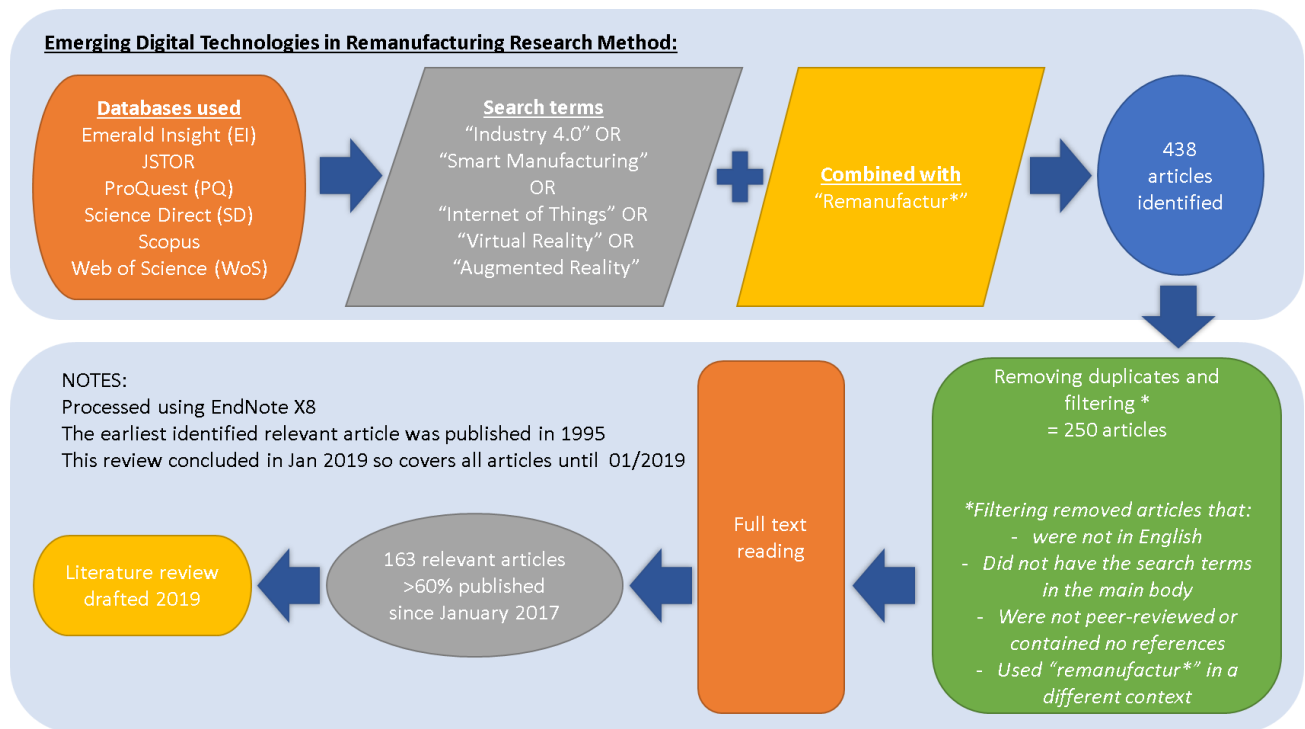 Emerging Digital Technologies in Remanufacturing Research Method:
Databases used
Emerald Insight (EI)
JSTOR
ProQuest (PQ)
Science Direct (SD)
Scopus
Web of Science (WoS)
Search terms
“Industry 4.0” OR
“Smart Manufacturing”
OR
“Internet of Things” OR
“Virtual Reality” OR
“Augmented Reality”
Combined with
“Remanufactur*”
438
articles
identified
Removing duplicates and
filtering *
= 250 articles
*Filtering removed articles that:
- were not in English
- Did not have the search terms
in the main body
- Were not peer-reviewed or
contained no references
- Used “remanufactur*” in a
different context
Full text
reading
163 relevant articles
>60% published
since January 2017
Literature review
drafted 2019
NOTES:
Processed using EndNote X8
The earliest identified relevant article was published in 1995
This review concluded in Jan 2019 so covers all articles until 01/2019